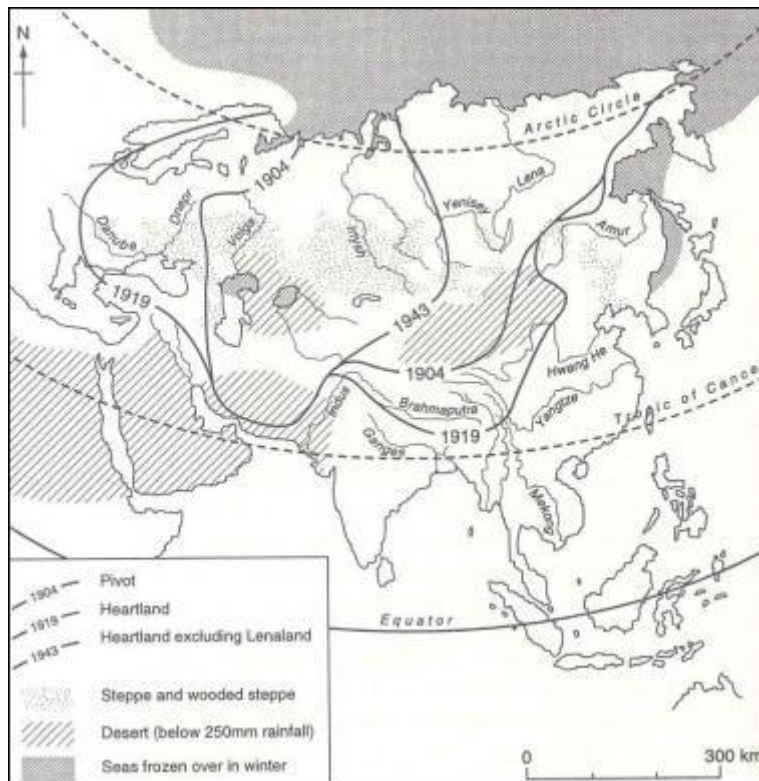 N
Arctic Circle
1904
Lena
Yenisey
Dnepr
Volga
Irtysh
Amur
Danube
1919
1943
1904
Hwang He
Indus
Brahmaputra
Yangtze
Tropic of Cance
1919
Ganges
Mekong
Equator
1904 Pivot
1919 Heartland
1943 Heartland excluding Lenaland
Steppe and wooded steppe
Desert (below 250mm rainfall)
Seas frozen over in winter
0 300 km